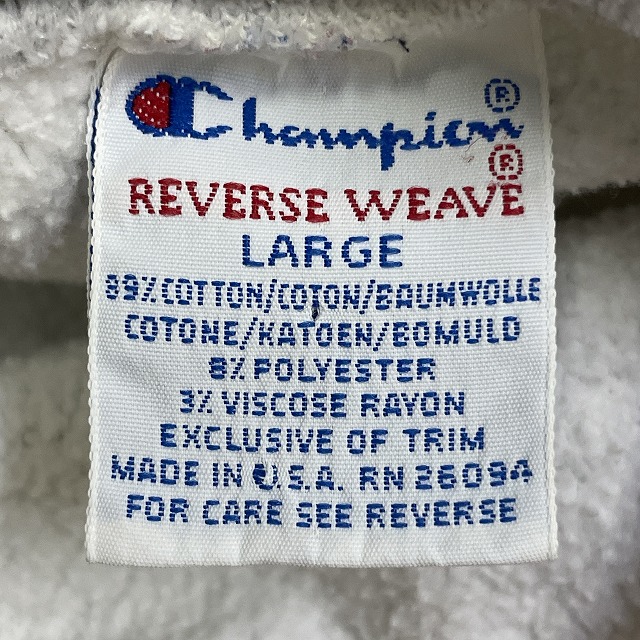 Champion®
REVERSE WEAVE®
LARGE
89% COTTON/COTON/BAUMWOLLE
COTONE/KATOEN/BOMULD
8% POLYESTER
3% VISCOSE RAYON
EXCLUSIVE OF TRIM
MADE IN U.S.A. RN 26094
FOR CARE SEE REVERSE